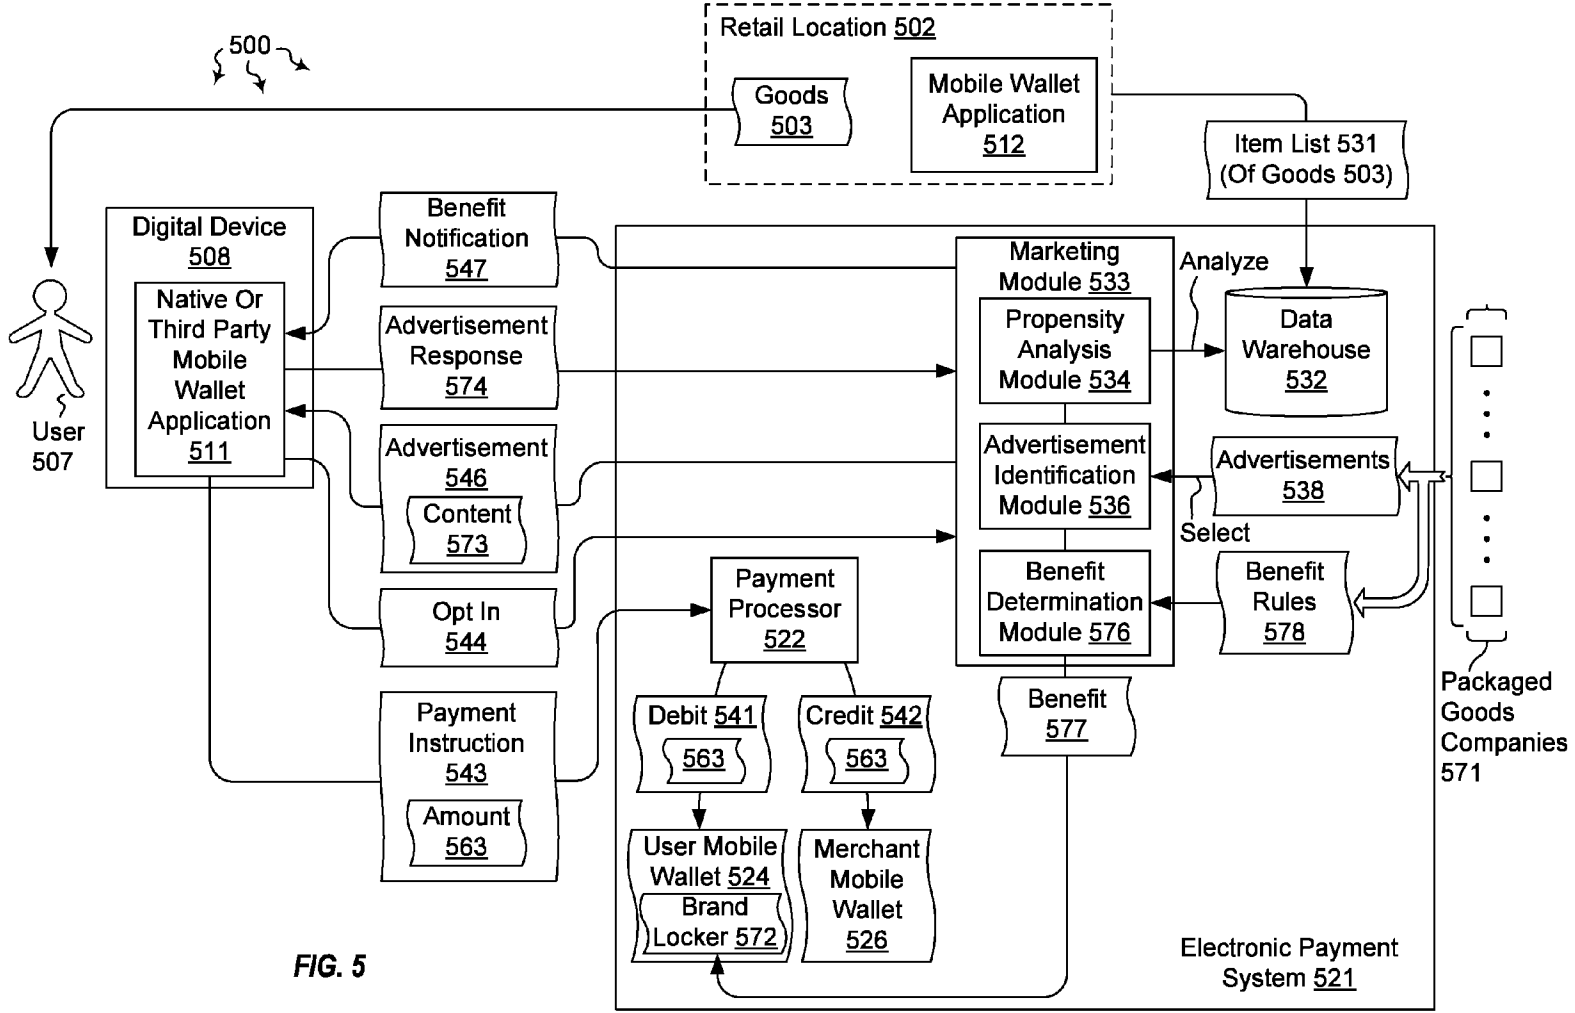 500
Retail Location 502
Goods
503
Mobile Wallet
Application
512
Item List 531
(Of Goods 503)
Digital Device
508
Native Or
Third Party
Mobile
Wallet
Application
511
User
507
Benefit
Notification
547
Advertisement
Response
574
Advertisement
546
Content
573
Opt In
544
Payment
Instruction
543
Amount
563
Marketing
Module 533
Propensity
Analysis
Module 534
Analyze
Data
Warehouse
532
Advertisement
Identification
Module 536
Advertisements
538
Select
Benefit
Determination
Module 576
Benefit
Rules
578
Payment
Processor
522
Debit 541
563
Credit 542
563
Benefit
577
Packaged
Goods
Companies
571
User Mobile
Wallet 524
Brand
Locker 572
Merchant
Mobile
Wallet
526
Electronic Payment
System 521
FIG. 5